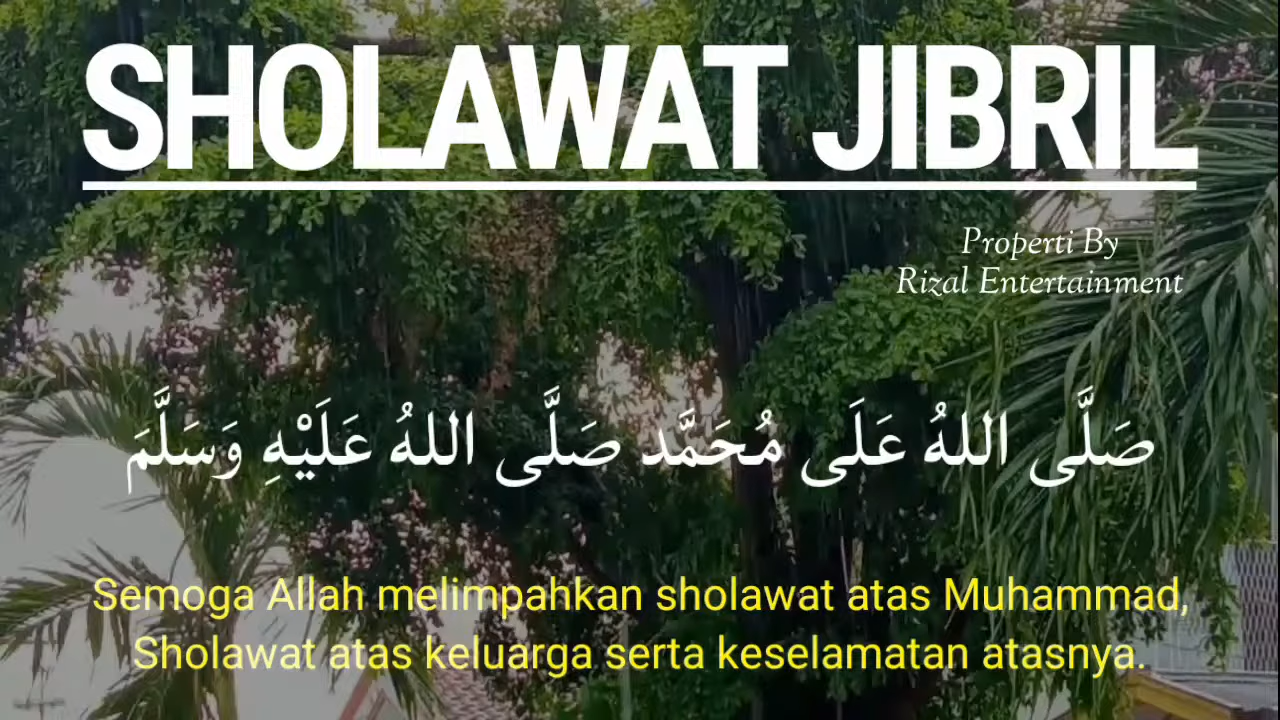 SHOLAWAT JIBRIL
Properti By
Rizal Entertainment
صَلَّى اللهُ عَلَى مُحَمَّد صَلَّى اللهُ عَلَيْهِ وَسَلَّمَ
Semoga Allah melimpahkan sholawat atas Muhammad,
Sholawat atas keluarga serta keselamatan atasnya.